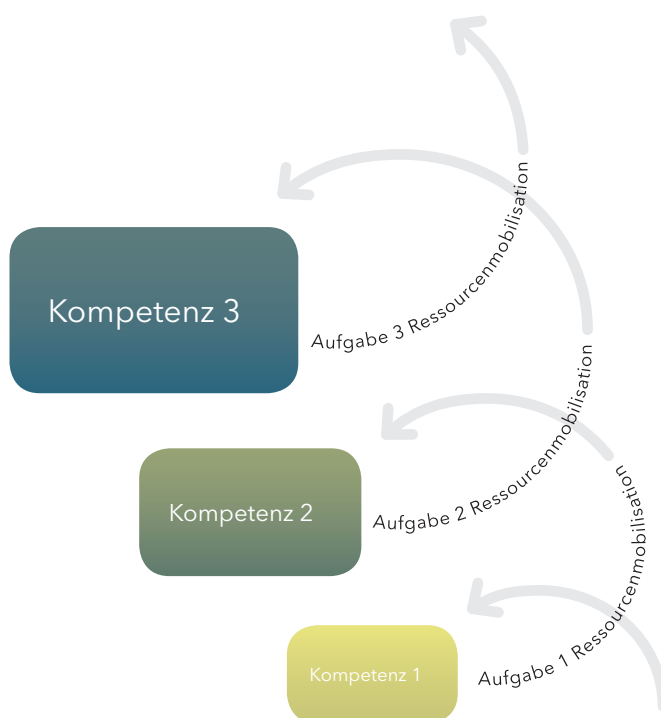 Kompetenz 3
Aufgabe 3 Ressourcenmobilisation
Kompetenz 2
Aufgabe 2 Ressourcenmobilisation
Kompetenz 1
Aufgabe 1 Ressourcenmobilisation